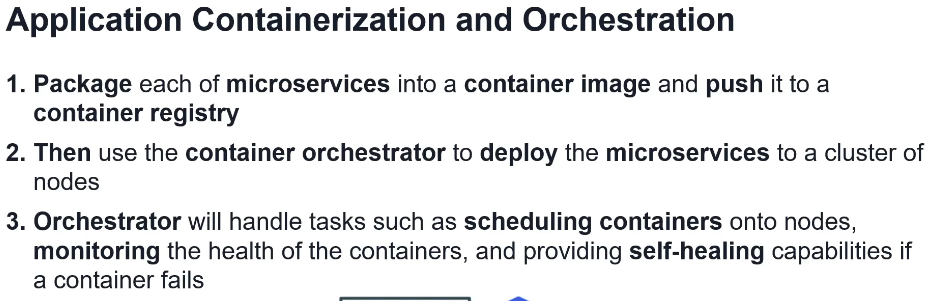 Application Containerization and Orchestration
1. Package each of microservices into a container image and push it to a
container registry
2. Then use the container orchestrator to deploy the microservices to a cluster of
nodes
3. Orchestrator will handle tasks such as scheduling containers onto nodes,
monitoring the health of the containers, and providing self-healing capabilities if
a container fails